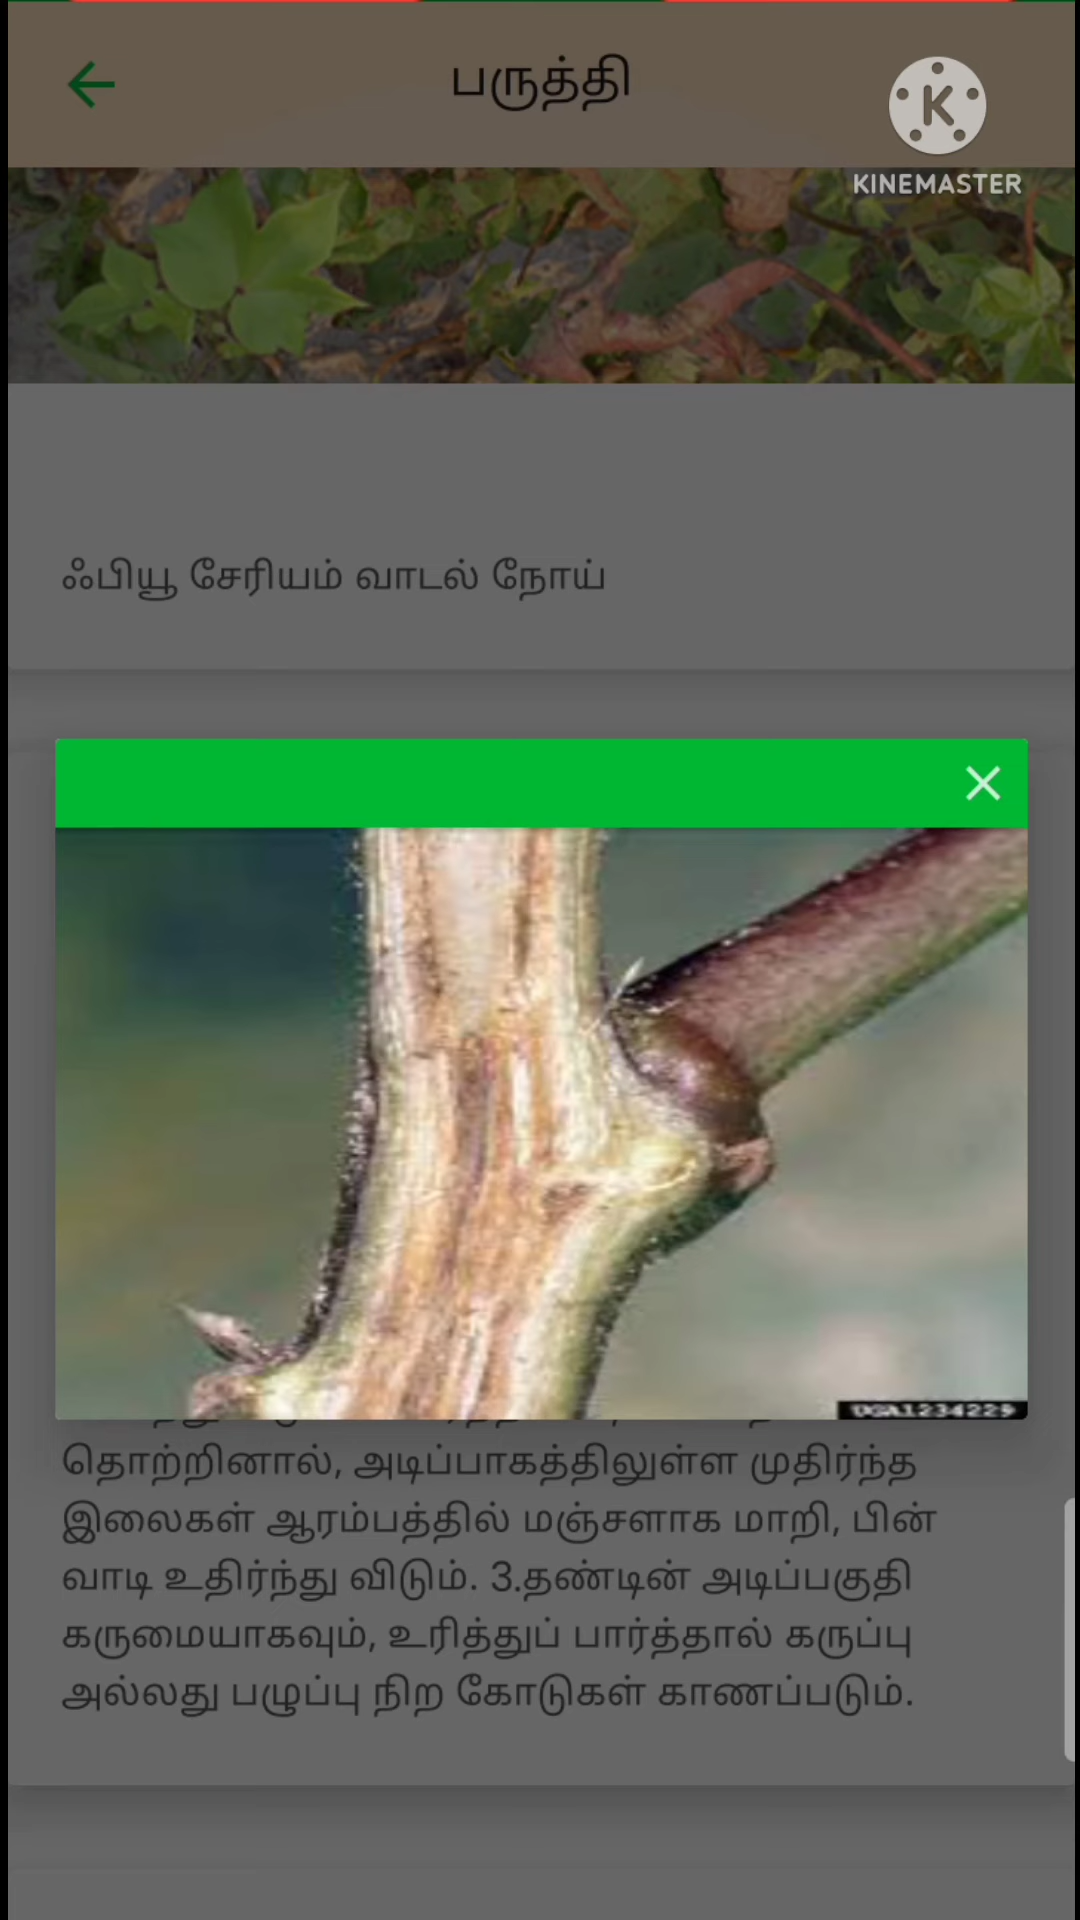 பருத்தி
KINEMASTER
ஃபியூ சேரியம் வாடல் நோய்
UGA1234229
தொற்றினால், அடிப்பாகத்திலுள்ள முதிர்ந்த
இலைகள் ஆரம்பத்தில் மஞ்சளாக மாறி, பின்
வாடி உதிர்ந்து விடும். 3.தண்டின் அடிப்பகுதி
கருமையாகவும், உரித்துப் பார்த்தால் கருப்பு
அல்லது பழுப்பு நிற கோடுகள் காணப்படும்.